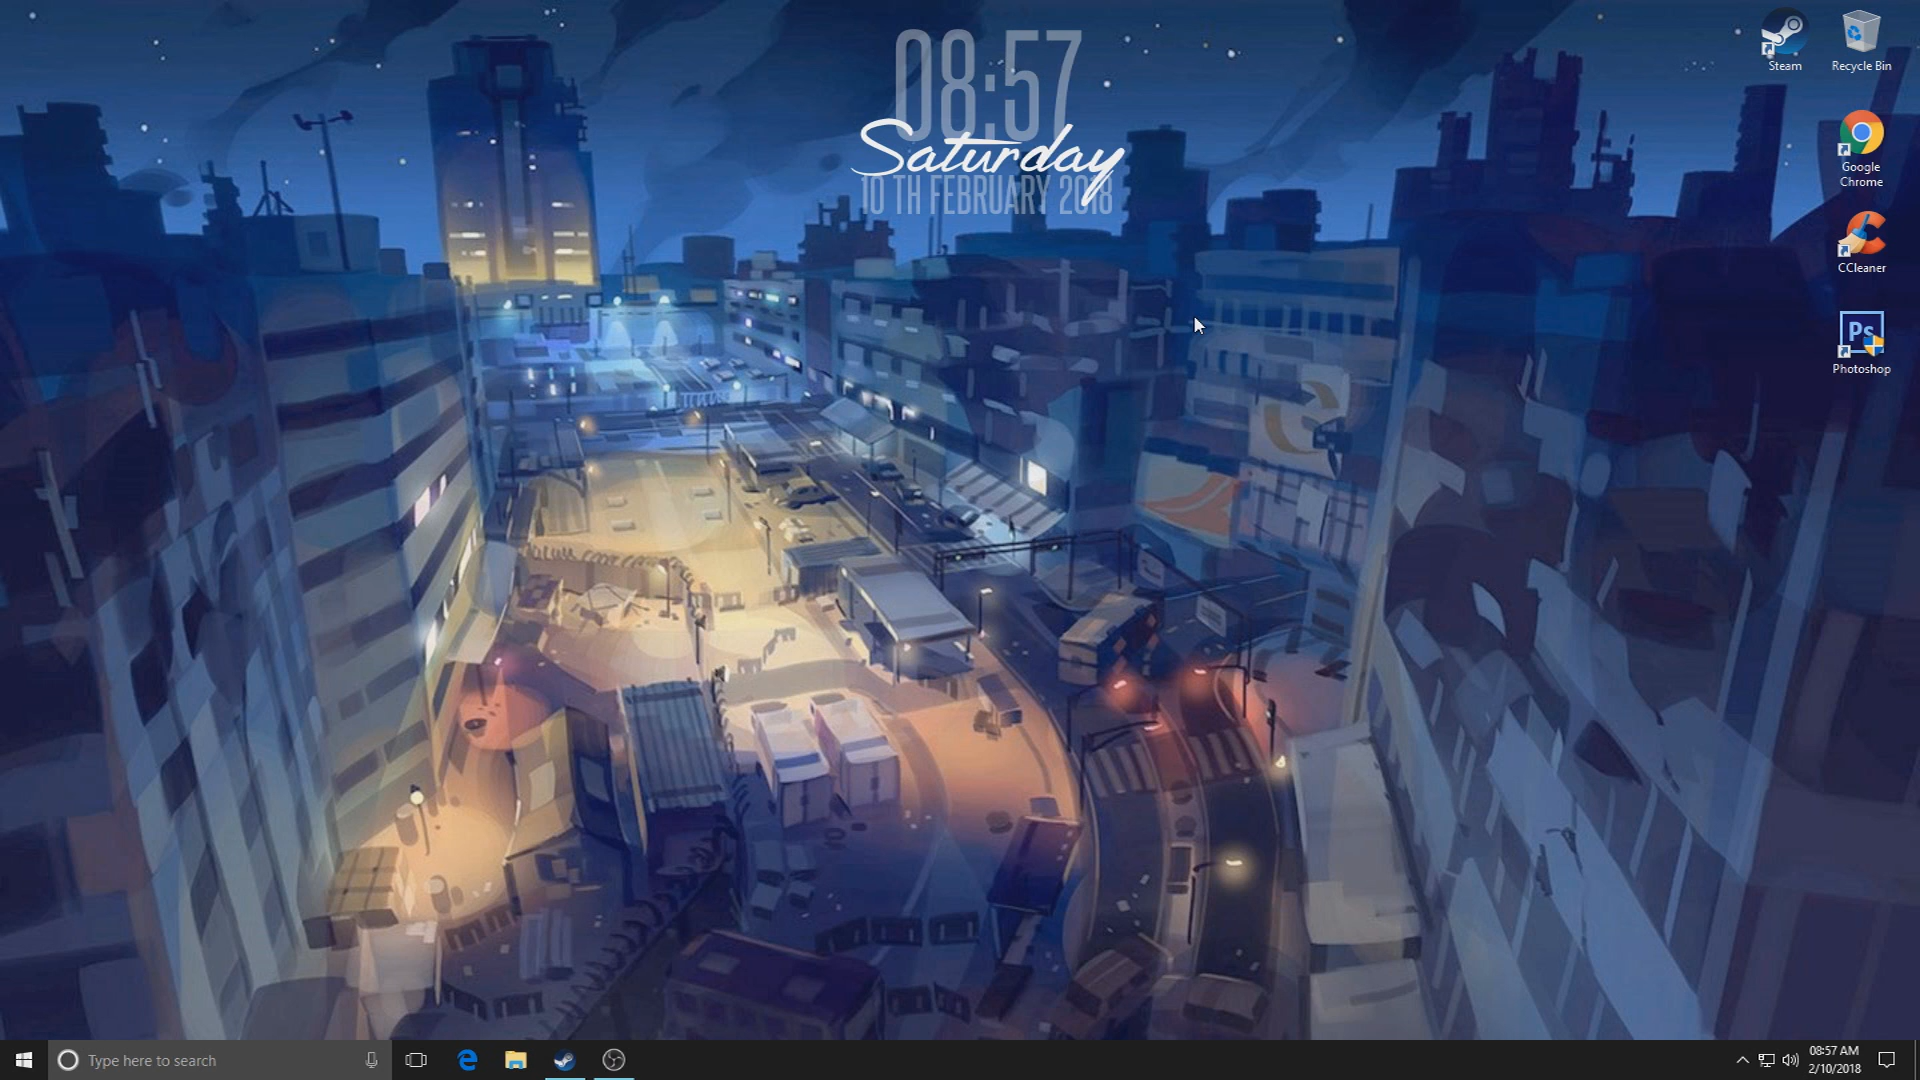 08:57
Saturday
10 TH FEBRUARY 2018
Steam
Recycle Bin
Google
Chrome
CCleaner
Ps
Photoshop
Type here to search
08:57 AM
2/10/2018